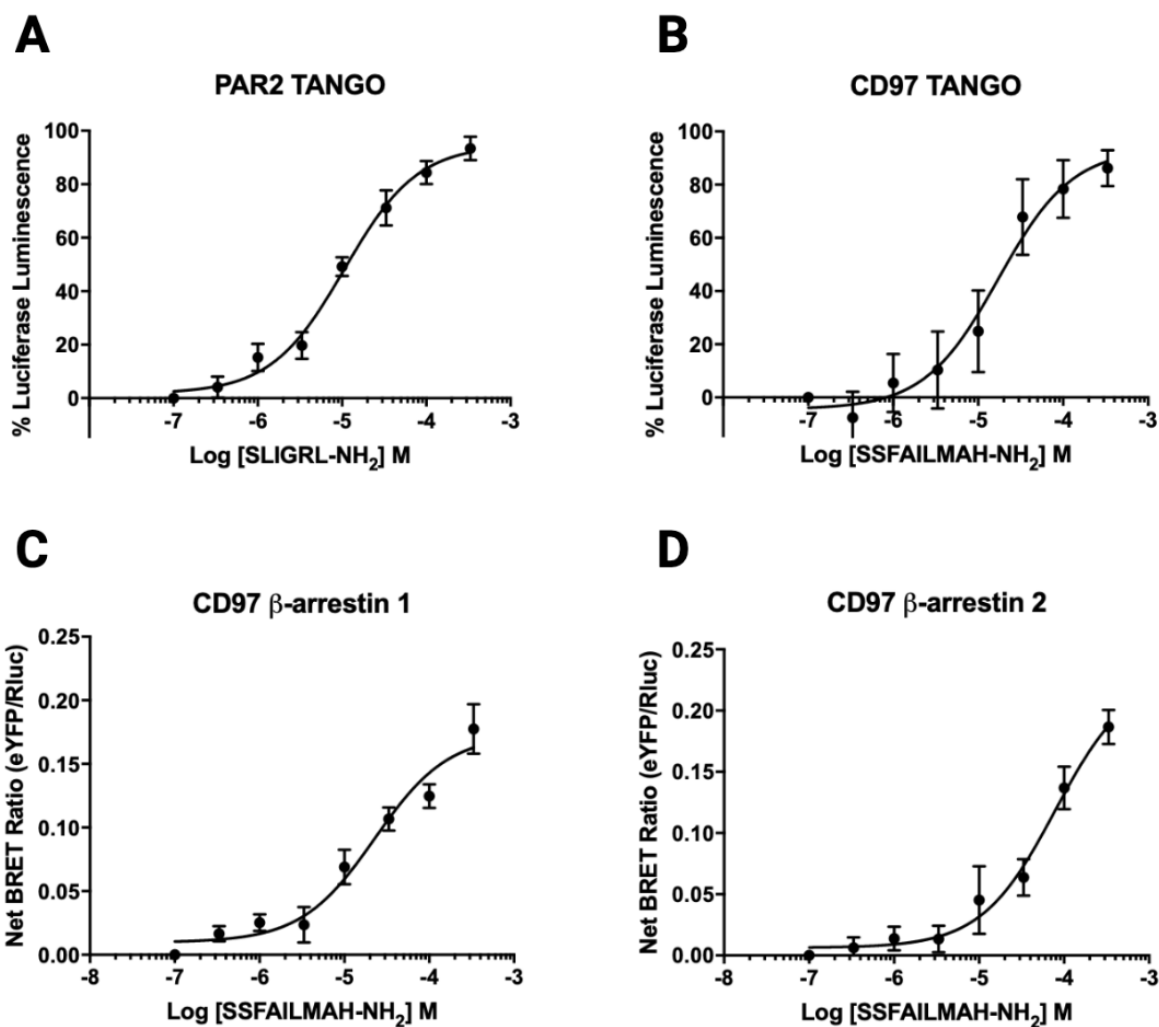 A
PAR2 TANGO
% Luciferase Luminescence
100
80
60
40
20
0
-7
-6
-5
-4
-3
Log [SLIGRL-NH₂] M
B
CD97 TANGO
% Luciferase Luminescence
100
80
60
40
20
0
-7
-6
-5
-4
-3
Log [SSFAILMAH-NH₂] M
C
CD97 β-arrestin 1
Net BRET Ratio (eYFP/Rluc)
0.25
0.20
0.15
0.10
0.05
0.00
-8
-7
-6
-5
-4
-3
Log [SSFAILMAH-NH₂] M
D
CD97 β-arrestin 2
Net BRET Ratio (eYFP/Rluc)
0.25
0.20
0.15
0.10
0.05
0.00
-8
-7
-6
-5
-4
-3
Log [SSFAILMAH-NH₂] M